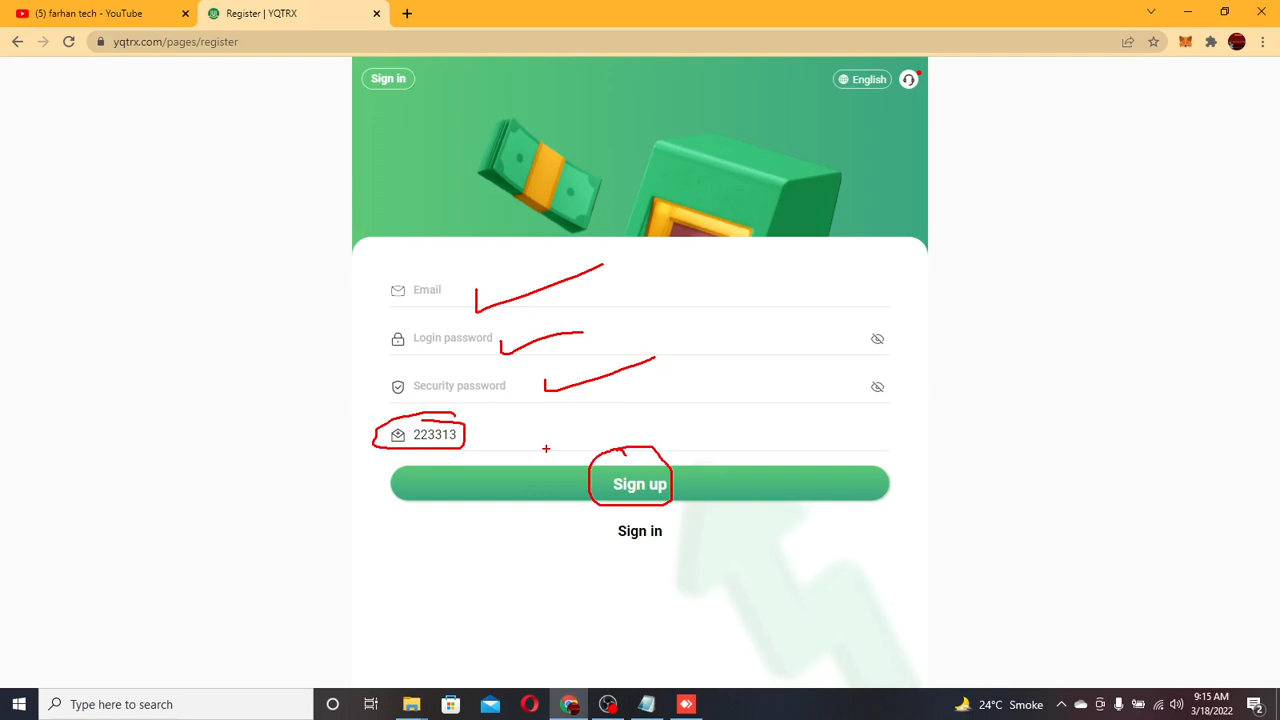 (5) farhan tech - YouTube
Register | YQTRX
yqtrx.com/pages/register
Sign in
English
Email
Login password
Security password
223313
Sign up
Sign in
Type here to search
24°C Smoke
9:15 AM
3/18/2022
2